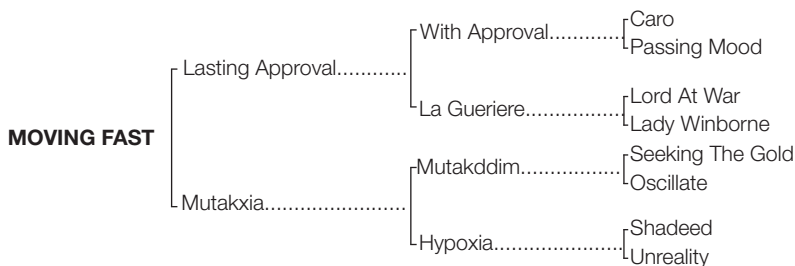 With Approval............. Caro
Passing Mood
Lasting Approval............
La Gueriere.................. Lord At War
Lady Winborne
MOVING FAST
Mutakddim.................. Seeking The Gold
Oscillate
Mutakxia........................
Hypoxia....................... Shadeed
Unreality